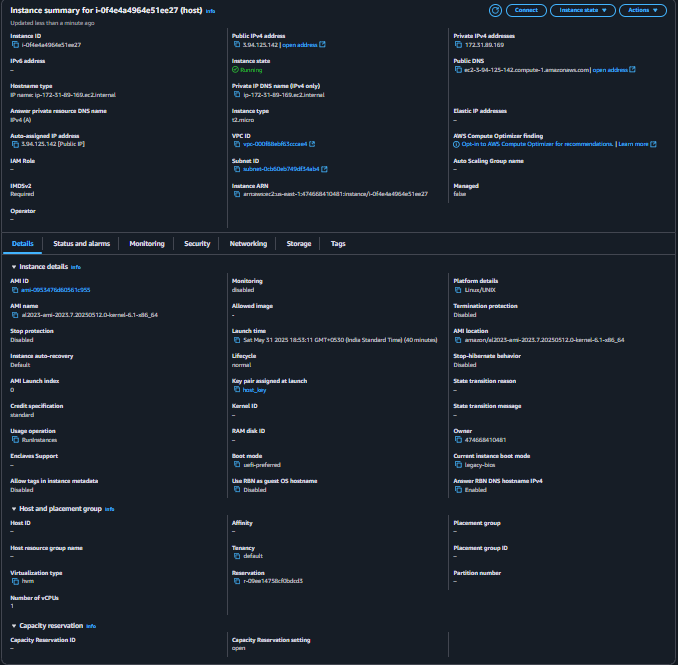 Instance summary for i-0f4e4a4964e51ee27 (host) Info
Updated less than a minute ago
Connect Instance state Actions
Instance ID
i-0f4e4a4964e51ee27
Public IPv4 address
3.94.125.142 | open address
Private IPv4 addresses
172.31.89.169
IPv6 address
–
Instance state
Running
Public DNS
ec2-3-94-125-142.compute-1.amazonaws.com | open address
Hostname type
IP name: ip-172-31-89-169.ec2.internal
Private IP DNS name (IPv4 only)
ip-172-31-89-169.ec2.internal
Answer private resource DNS name
IPv4 (A)
Instance type
t2.micro
Elastic IP addresses
–
Auto-assigned IP address
3.94.125.142 [Public IP]
VPC ID
AWS Compute Optimizer finding
Opt-in to AWS Compute Optimizer for recommendations. | Learn more
IAM Role
–
Subnet ID
subnet-0cb60eb749df34ab4
Auto Scaling Group name
–
IMDSv2
Required
Instance ARN
arn:aws:ec2:us-east-1:474668410481:instance/i-0f4e4a4964e51ee27
Managed
false
Operator
–
Details Status and alarms Monitoring Security Networking Storage Tags
Instance details Info
AMI ID
ami-0953476d60561c955
Monitoring
disabled
Platform details
Linux/UNIX
AMI name
al2023-ami-2023.7.20250512.0-kernel-6.1-x86_64
Allowed image
–
Termination protection
Disabled
Stop protection
Disabled
Launch time
Sat May 31 2025 18:53:11 GMT+0530 (India Standard Time) (40 minutes)
AMI location
amazon/al2023-ami-2023.7.20250512.0-kernel-6.1-x86_64
Instance auto-recovery
Default
Lifecycle
normal
Stop-hibernate behavior
Disabled
AMI Launch index
0
Key pair assigned at launch
host_key
State transition reason
–
Credit specification
standard
Kernel ID
–
State transition message
–
Usage operation
RunInstances
RAM disk ID
–
Owner
474668410481
Enclaves Support
–
Boot mode
uefi-preferred
Current instance boot mode
legacy-bios
Allow tags in instance metadata
Disabled
Use RBN as guest OS hostname
Disabled
Answer RBN DNS hostname IPv4
Enabled
Host and placement group Info
Host ID
–
Affinity
–
Placement group
–
Host resource group name
–
Tenancy
default
Placement group ID
–
Virtualization type
hvm
Reservation
r-09ee14758cf0bdcd3
Partition number
–
Number of vCPUs
1
Capacity reservation Info
Capacity Reservation ID
–
Capacity Reservation setting
open